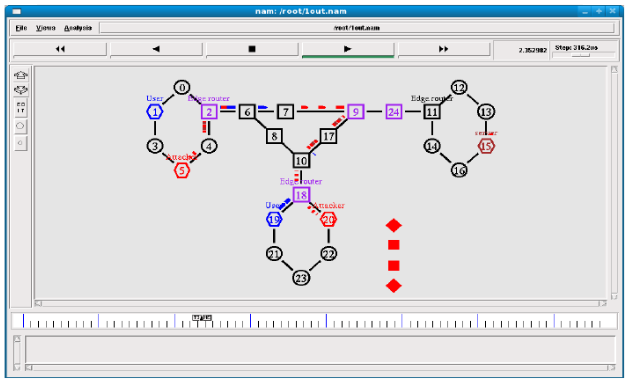 nam: /root/1out.nam
File Views Analysis /root/1out.nam
2.352982 Step: 316.2ms
User Edge router Edge router
0 12
1 2 6 7 9 24 11 13
3 4 8 17 14 server 15
Attacker 5 10 16
Edge router
18
User Attacker
19 20
21 22
23
TIME